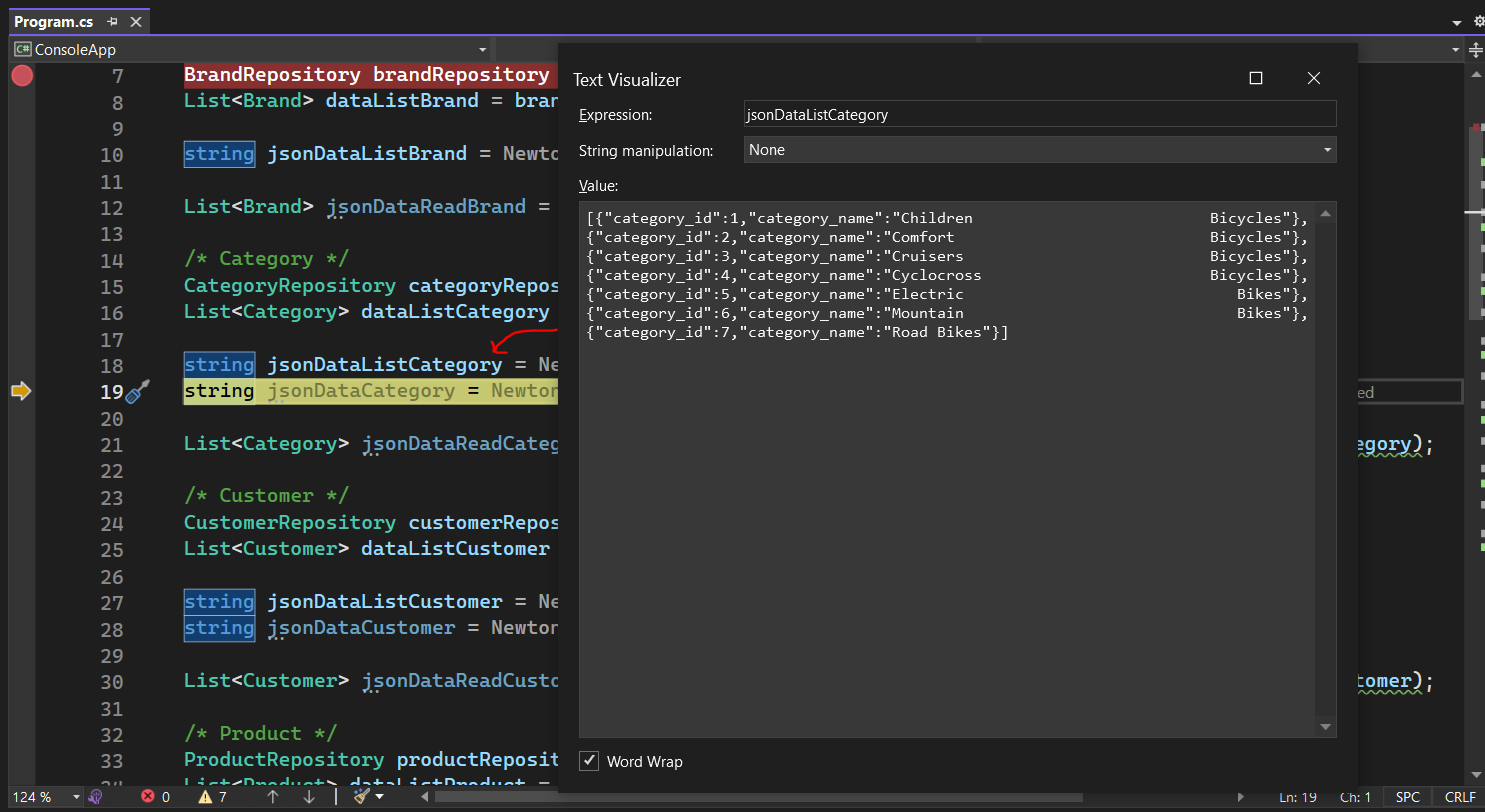 Program.cs
C# ConsoleApp
7 BrandRepository brandRepository
8 List<Brand> dataListBrand = bran
9
10 string jsonDataListBrand = Newto
11
12 List<Brand> jsonDataReadBrand =
13
14 /* Category */
15 CategoryRepository categoryRepos
16 List<Category> dataListCategory
17
18 string jsonDataListCategory = Ne
19 string jsonDataCategory = Newton
ed
20
21 List<Category> jsonDataReadCateg
egory);
22
23 /* Customer */
24 CustomerRepository customerRepos
25 List<Customer> dataListCustomer
26
27 string jsonDataListCustomer = Ne
28 string jsonDataCustomer = Newton
29
30 List<Customer> jsonDataReadCusto
tomer);
31
32 /* Product */
33 ProductRepository productReposit
List<Product> dataListProduct =
Text Visualizer
Expression: jsonDataListCategory
String manipulation: None
Value:
[{"category_id":1,"category_name":"Children Bicycles"},
{"category_id":2,"category_name":"Comfort Bicycles"},
{"category_id":3,"category_name":"Cruisers Bicycles"},
{"category_id":4,"category_name":"Cyclocross Bicycles"},
{"category_id":5,"category_name":"Electric Bikes"},
{"category_id":6,"category_name":"Mountain Bikes"},
{"category_id":7,"category_name":"Road Bikes"}]
Word Wrap
124 % 0 7 Ln: 19 Ch: 1 SPC CRLF